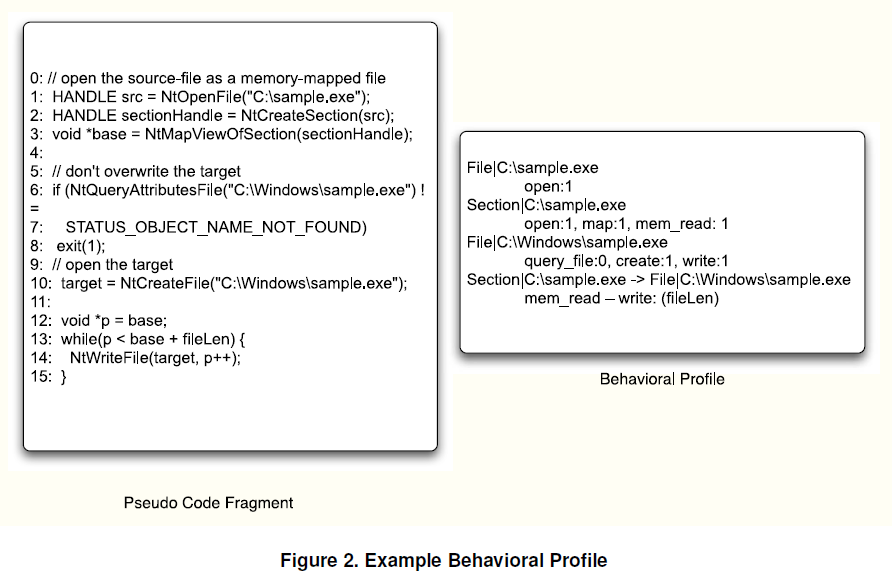 0: // open the source-file as a memory-mapped file
1:  HANDLE src = NtOpenFile("C:\sample.exe");
2:  HANDLE sectionHandle = NtCreateSection(src);
3:  void *base = NtMapViewOfSection(sectionHandle);
4:
5:  // don't overwrite the target
6:  if (NtQueryAttributesFile("C:\Windows\sample.exe") !
=
7:     STATUS_OBJECT_NAME_NOT_FOUND)
8:   exit(1);
9:  // open the target
10:  target = NtCreateFile("C:\Windows\sample.exe");
11:
12:  void *p = base;
13:  while(p < base + fileLen) {
14:    NtWriteFile(target, p++);
15:  }
Pseudo Code Fragment
File|C:\sample.exe
open:1
Section|C:\sample.exe
open:1, map:1, mem_read: 1
File|C:\Windows\sample.exe
query_file:0, create:1, write:1
Section|C:\sample.exe -> File|C:\Windows\sample.exe
mem_read – write: (fileLen)
Behavioral Profile
Figure 2. Example Behavioral Profile